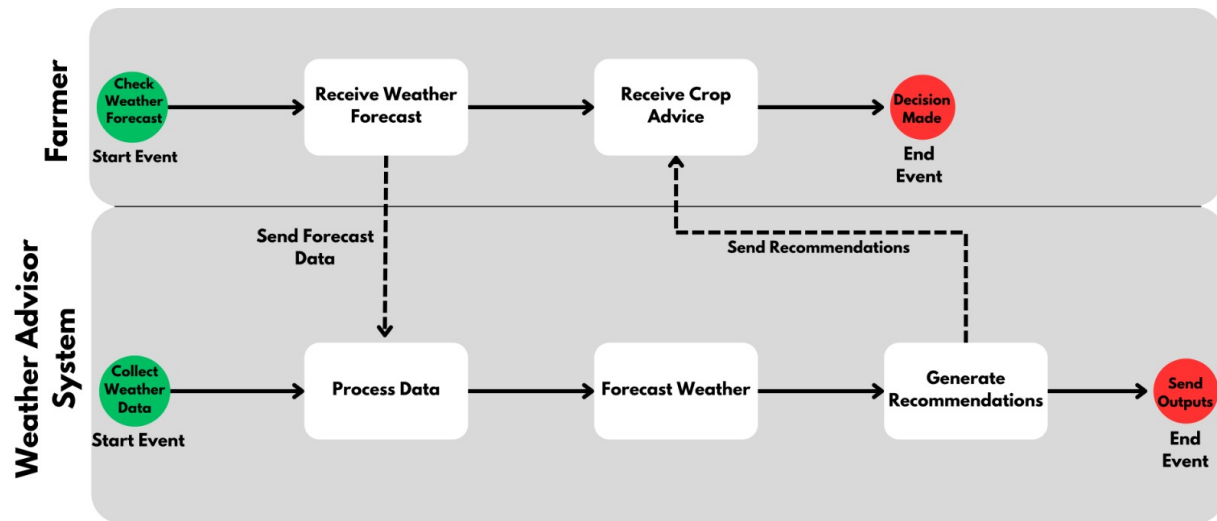 Farmer
Check
Weather
Forecast
Start Event
Receive Weather
Forecast
Receive Crop
Advice
Decision
Made
End
Event
Send Forecast
Data
Send Recommendations
Weather Advisor
System
Collect
Weather
Data
Start Event
Process Data
Forecast Weather
Generate
Recommendations
Send
Outputs
End
Event